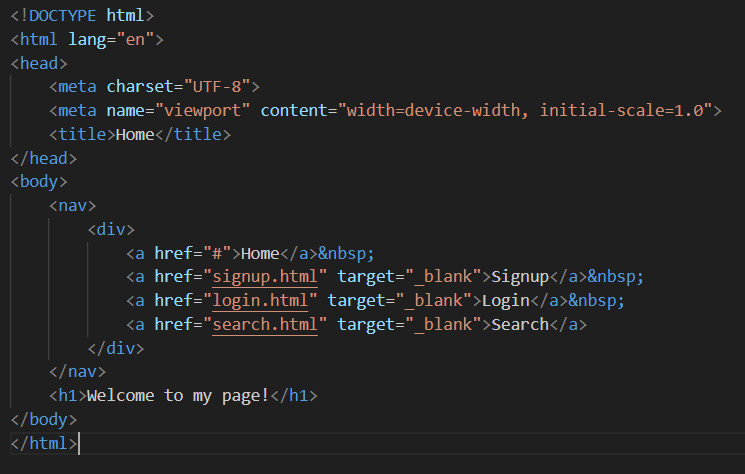 <!DOCTYPE html>
<html lang="en">
<head>
    <meta charset="UTF-8">
    <meta name="viewport" content="width=device-width, initial-scale=1.0">
    <title>Home</title>
</head>
<body>
    <nav>
        <div>
            <a href="#">Home</a>&nbsp;
            <a href="signup.html" target="_blank">Signup</a>&nbsp;
            <a href="login.html" target="_blank">Login</a>&nbsp;
            <a href="search.html" target="_blank">Search</a>
        </div>
    </nav>
    <h1>Welcome to my page!</h1>
</body>
</html>